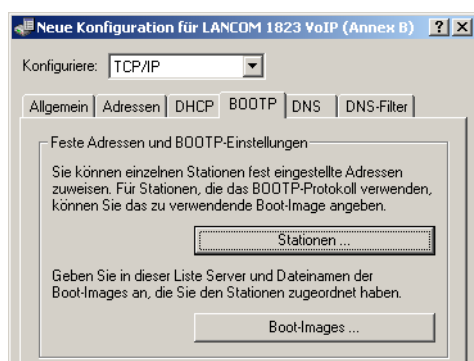 Neue Konfiguration für LANCOM 1823 VoIP (Annex B)
Konfiguriere: TCP/IP
Allgemein Adressen DHCP BOOTP DNS DNS-Filter
Feste Adressen und BOOTP-Einstellungen
Sie können einzelnen Stationen fest eingestellte Adressen
zuweisen. Für Stationen, die das BOOTP-Protokoll verwenden,
können Sie das zu verwendende Boot-Image angeben.
Stationen ...
Geben Sie in dieser Liste Server und Dateinamen der
Boot-Images an, die Sie den Stationen zugeordnet haben.
Boot-Images ...